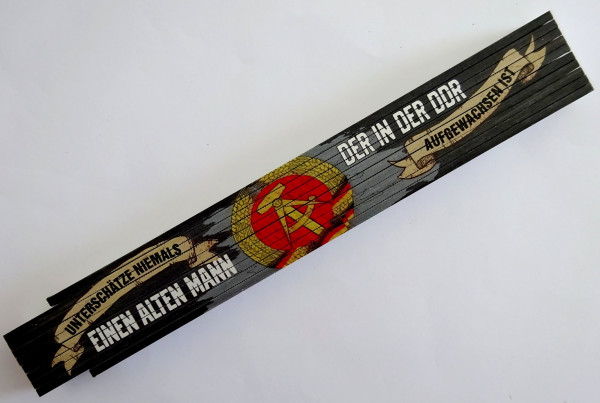 UNTERSCHÄTZE NIEMALS
EINEN ALTEN MANN
DER IN DER DDR
AUFGEWACHSEN IST